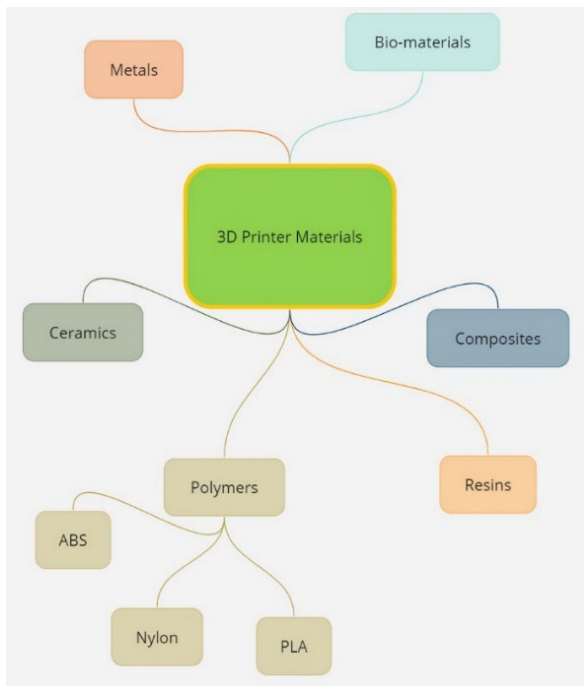 Bio-materials
Metals
3D Printer Materials
Ceramics
Composites
Polymers
Resins
ABS
Nylon
PLA